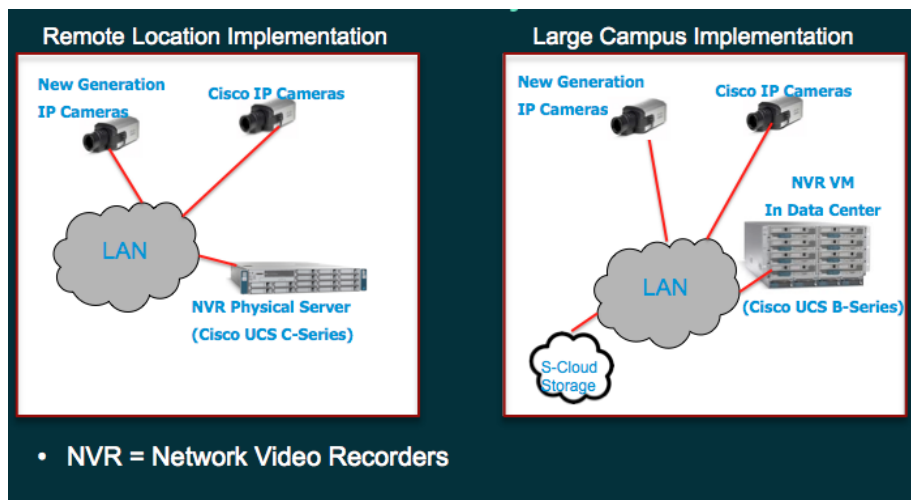 Remote Location Implementation
New Generation
IP Cameras
Cisco IP Cameras
LAN
NVR Physical Server
(Cisco UCS C-Series)
Large Campus Implementation
New Generation
IP Cameras
Cisco IP Cameras
NVR VM
In Data Center
LAN
(Cisco UCS B-Series)
S-Cloud
Storage
• NVR = Network Video Recorders